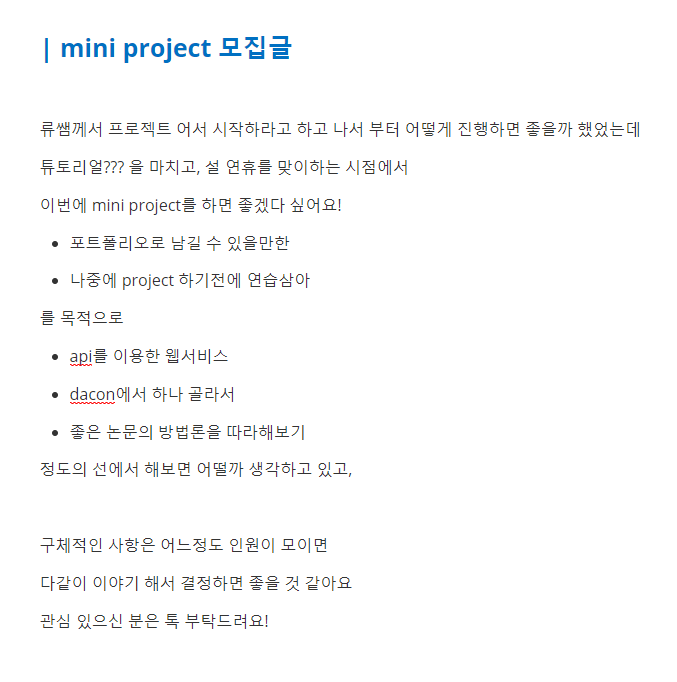 | mini project 모집글
류쌤께서 프로젝트 어서 시작하라고 하고 나서 부터 어떻게 진행하면 좋을까 했었는데
튜토리얼??? 을 마치고, 설 연휴를 맞이하는 시점에서
이번에 mini project를 하면 좋겠다 싶어요!
• 포트폴리오로 남길 수 있을만한
• 나중에 project 하기전에 연습삼아
를 목적으로
• api를 이용한 웹서비스
• dacon에서 하나 골라서
• 좋은 논문의 방법론을 따라해보기
정도의 선에서 해보면 어떨까 생각하고 있고,
구체적인 사항은 어느정도 인원이 모이면
다같이 이야기 해서 결정하면 좋을 것 같아요
관심 있으신 분은 톡 부탁드려요!